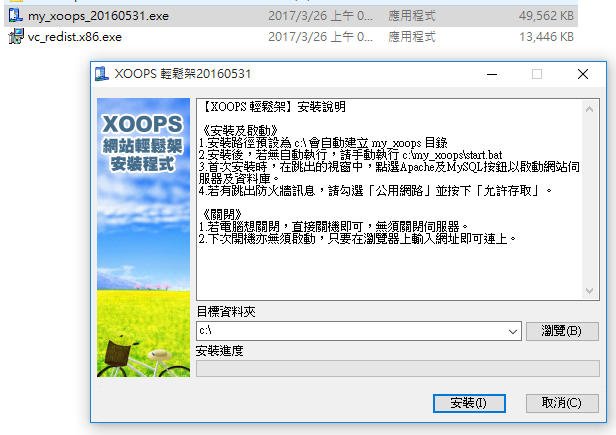 my_xoops_20160531.exe 2017/3/26 上午 0... 應用程式 49,562 KB
vc_redist.x86.exe 2017/3/26 上午 0... 應用程式 13,446 KB
XOOPS 輕鬆架20160531
XOOPS
網站輕鬆架
安裝程式
【XOOPS 輕鬆架】安裝說明
《安裝及啟動》
1.安裝路徑預設為 c:\ 會自動建立 my_xoops 目錄
2.安裝後，若無自動執行，請手動執行 c:\my_xoops\start.bat
3.首次安裝時，在跳出的視窗中，點選Apache及MySQL按鈕以啟動網站伺
服器及資料庫。
4.若有跳出防火牆訊息，請勾選「公用網路」並按下「允許存取」。
《關閉》
1.若電腦想關閉，直接關機即可，無須關閉伺服器。
2.下次開機亦無須啟動，只要在瀏覽器上輸入網址即可連上。
目標資料夾
c:\
瀏覽(B)
安裝進度
安裝(I)
取消(C)